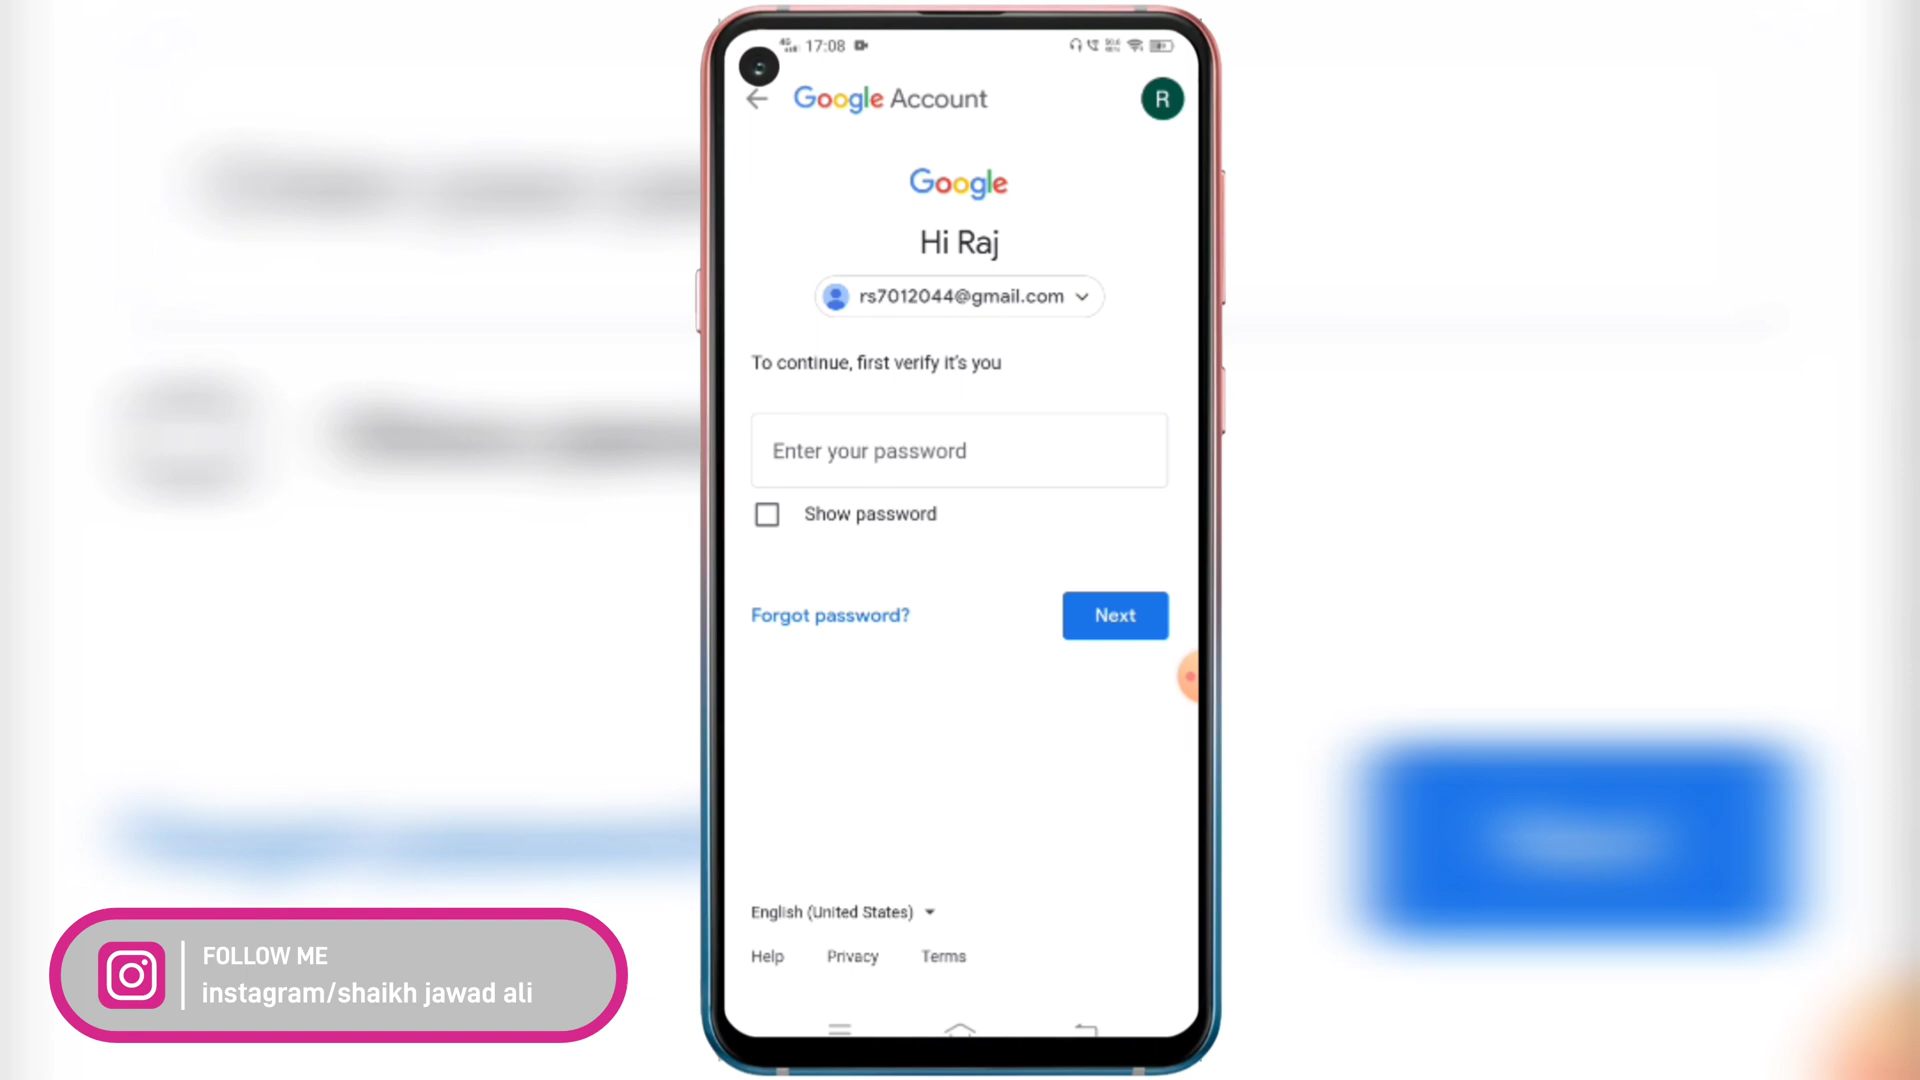 17:08
Google Account
R
Google
Hi Raj
rs7012044@gmail.com
To continue, first verify it's you
Enter your password
Show password
Forgot password?
Next
English (United States)
Help Privacy Terms
FOLLOW ME
instagram/shaikh jawad ali